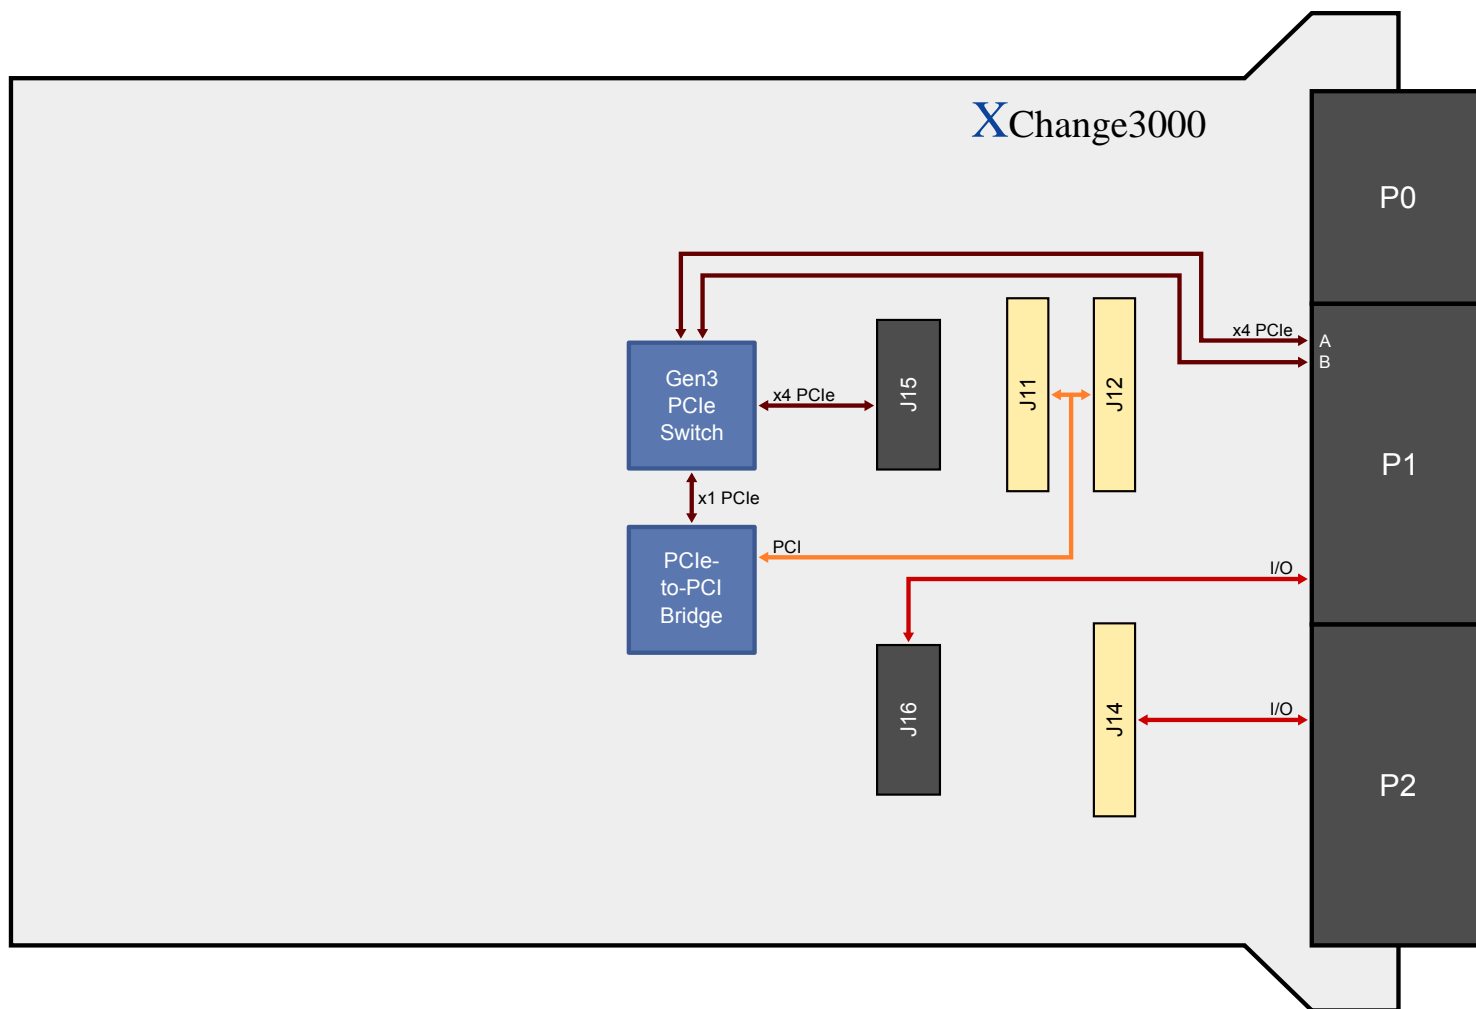 XChange3000
P0
x4 PCIe
A
B
Gen3
PCIe
Switch
x4 PCIe
J15
J11
J12
P1
x1 PCIe
PCIe-
to-PCI
Bridge
PCI
I/O
J16
J14
I/O
P2